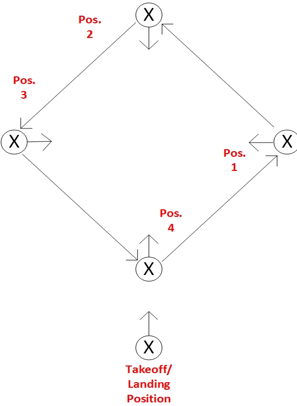 X
Pos.
2
Pos.
3
X
X
Pos.
1
Pos.
4
X
X
Takeoff/
Landing
Position